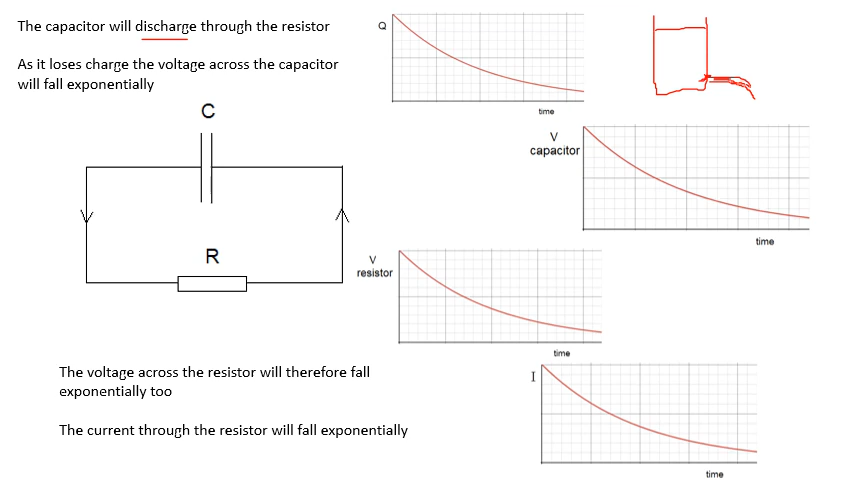 The capacitor will discharge through the resistor
As it loses charge the voltage across the capacitor
will fall exponentially
Q
time
C
V
capacitor
time
R
V
resistor
time
The voltage across the resistor will therefore fall
exponentially too
The current through the resistor will fall exponentially
I
time